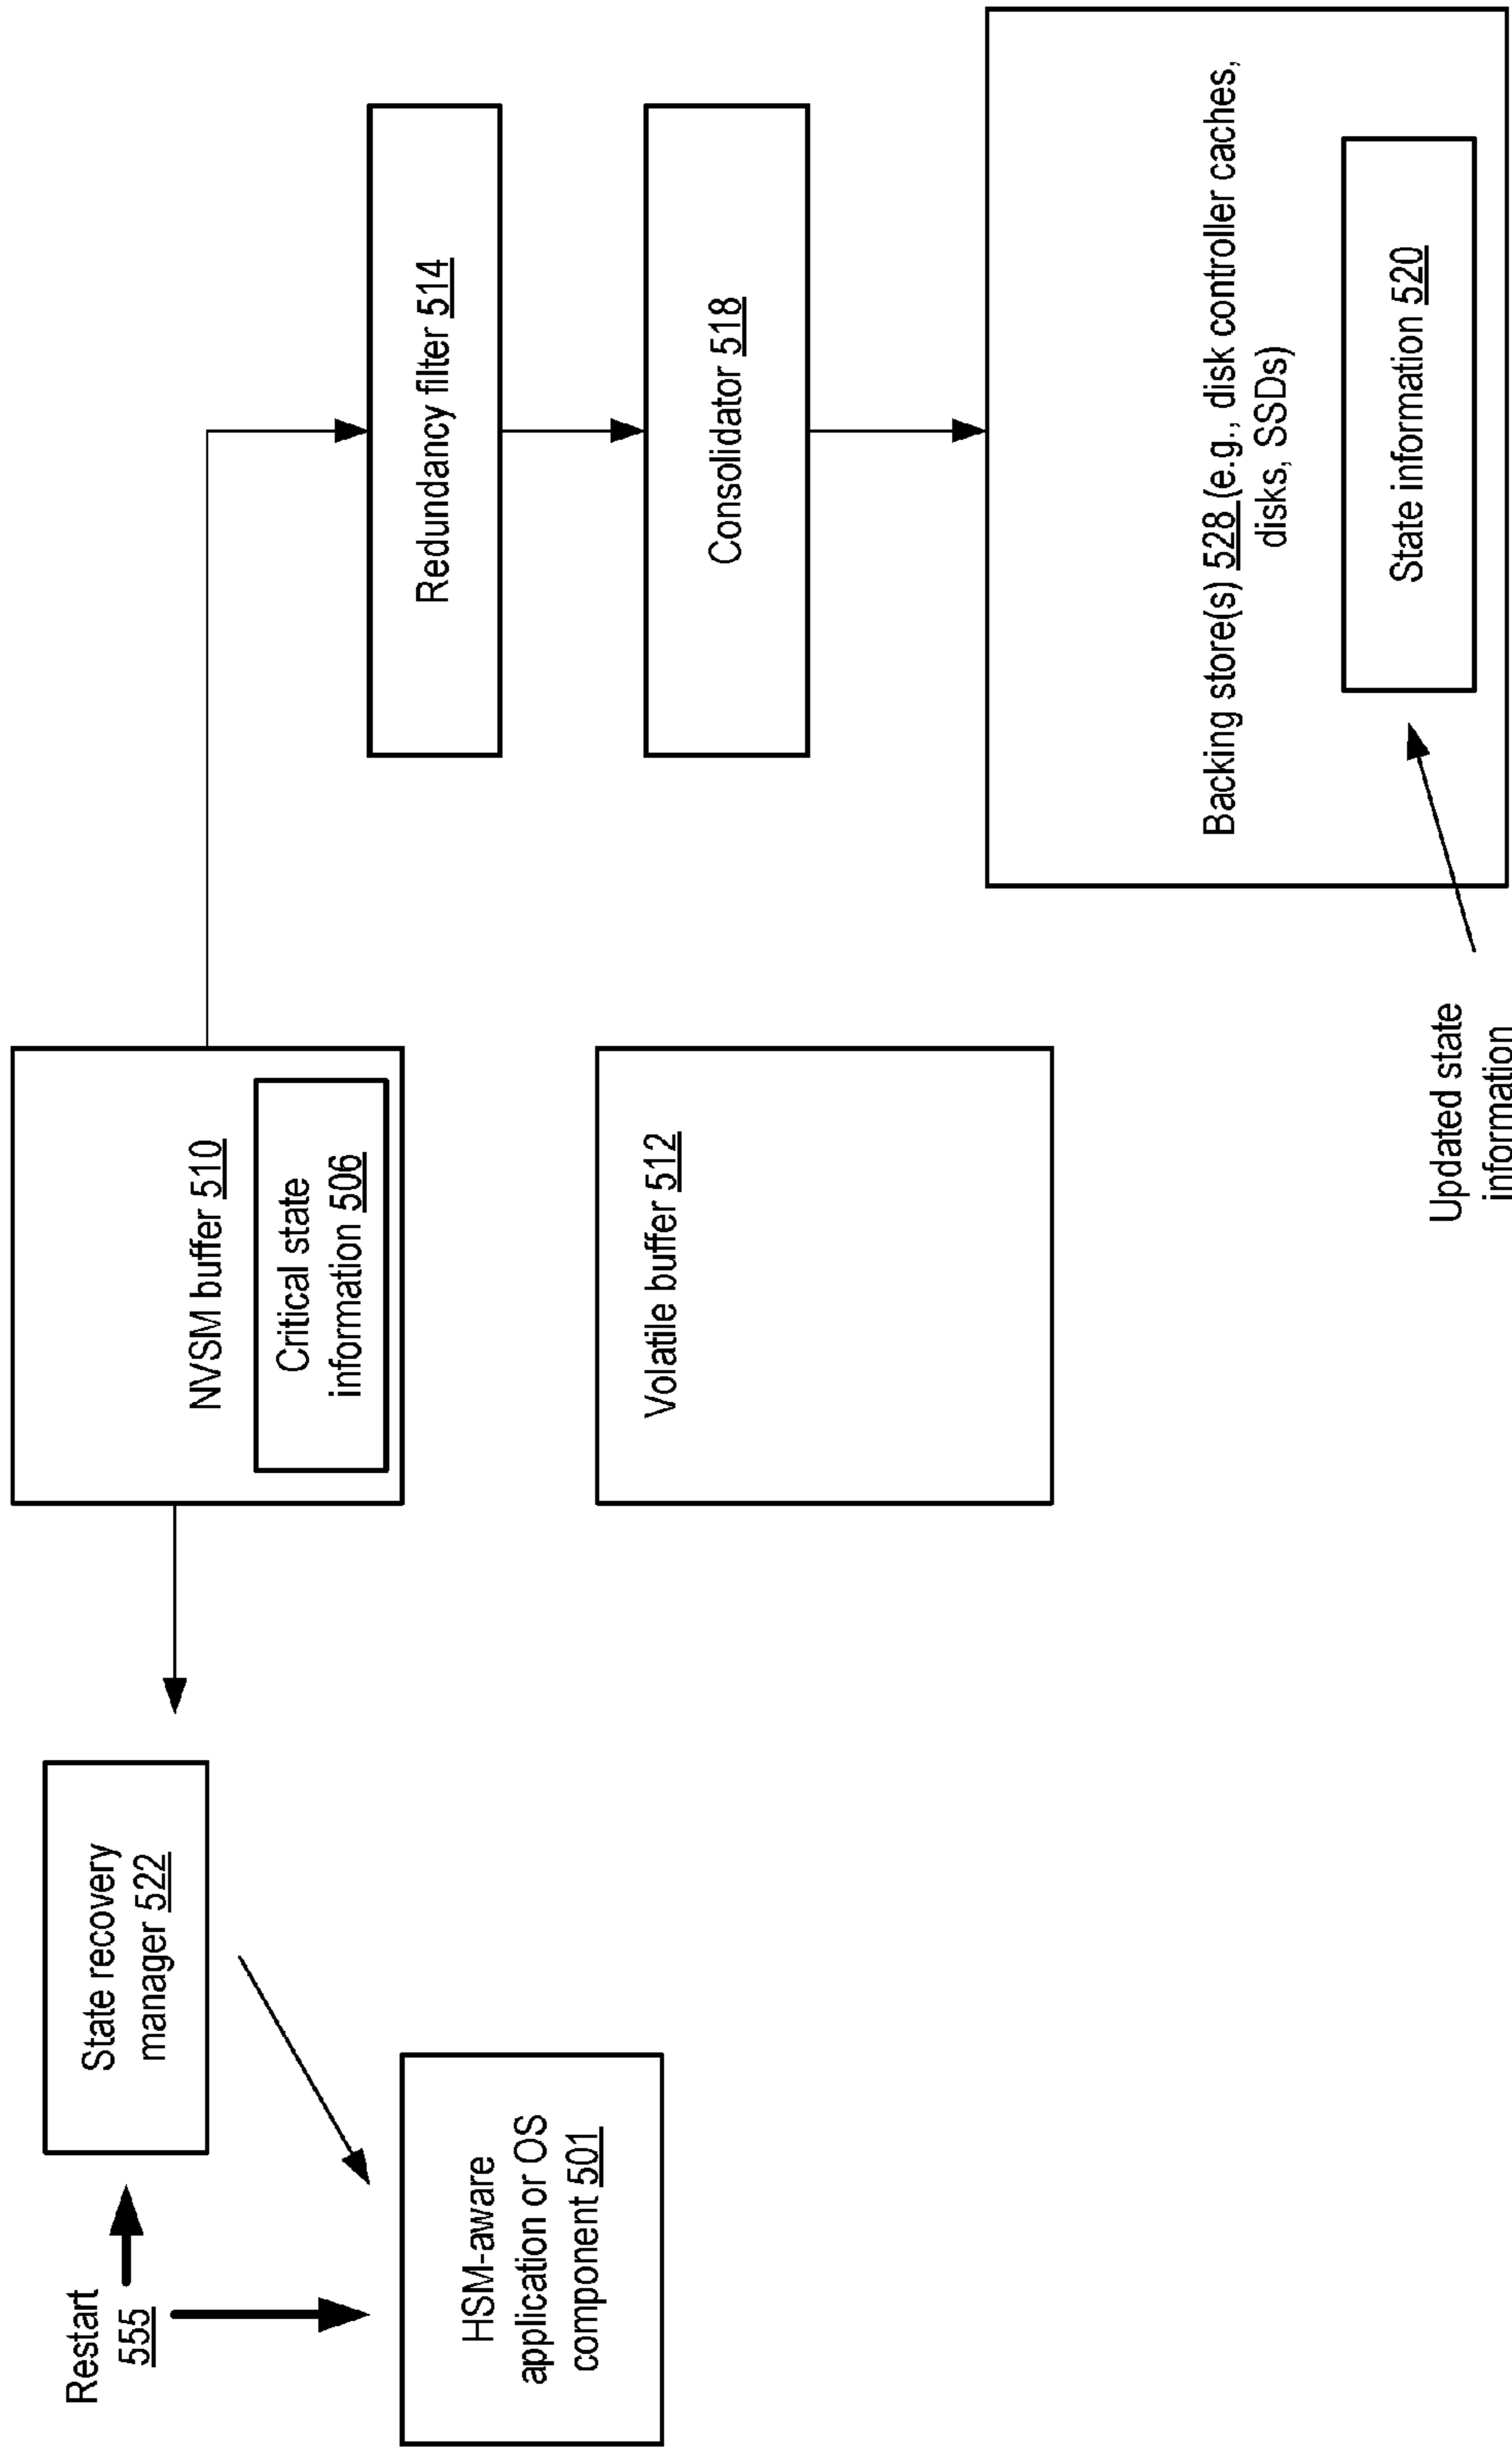 Restart
555
State recovery
manager 522
HSM-aware
application or OS
component 501
NVSM buffer 510
Critical state
information 506
Volatile buffer 512
Redundancy filter 514
Consolidator 518
Backing store(s) 528 (e.g., disk controller caches,
disks, SSDs)
State information 520
Updated state
information